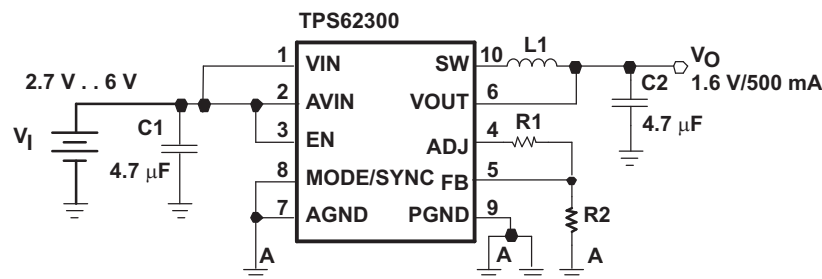 TPS62300
2.7 V . . 6 V
VI
C1
4.7 μF
1 VIN
2 AVIN
3 EN
8 MODE/SYNC
7 AGND
A
SW 10
VOUT 6
ADJ 4
FB 5
PGND 9
L1
R1
R2
A
A
C2
4.7 μF
VO
1.6 V/500 mA